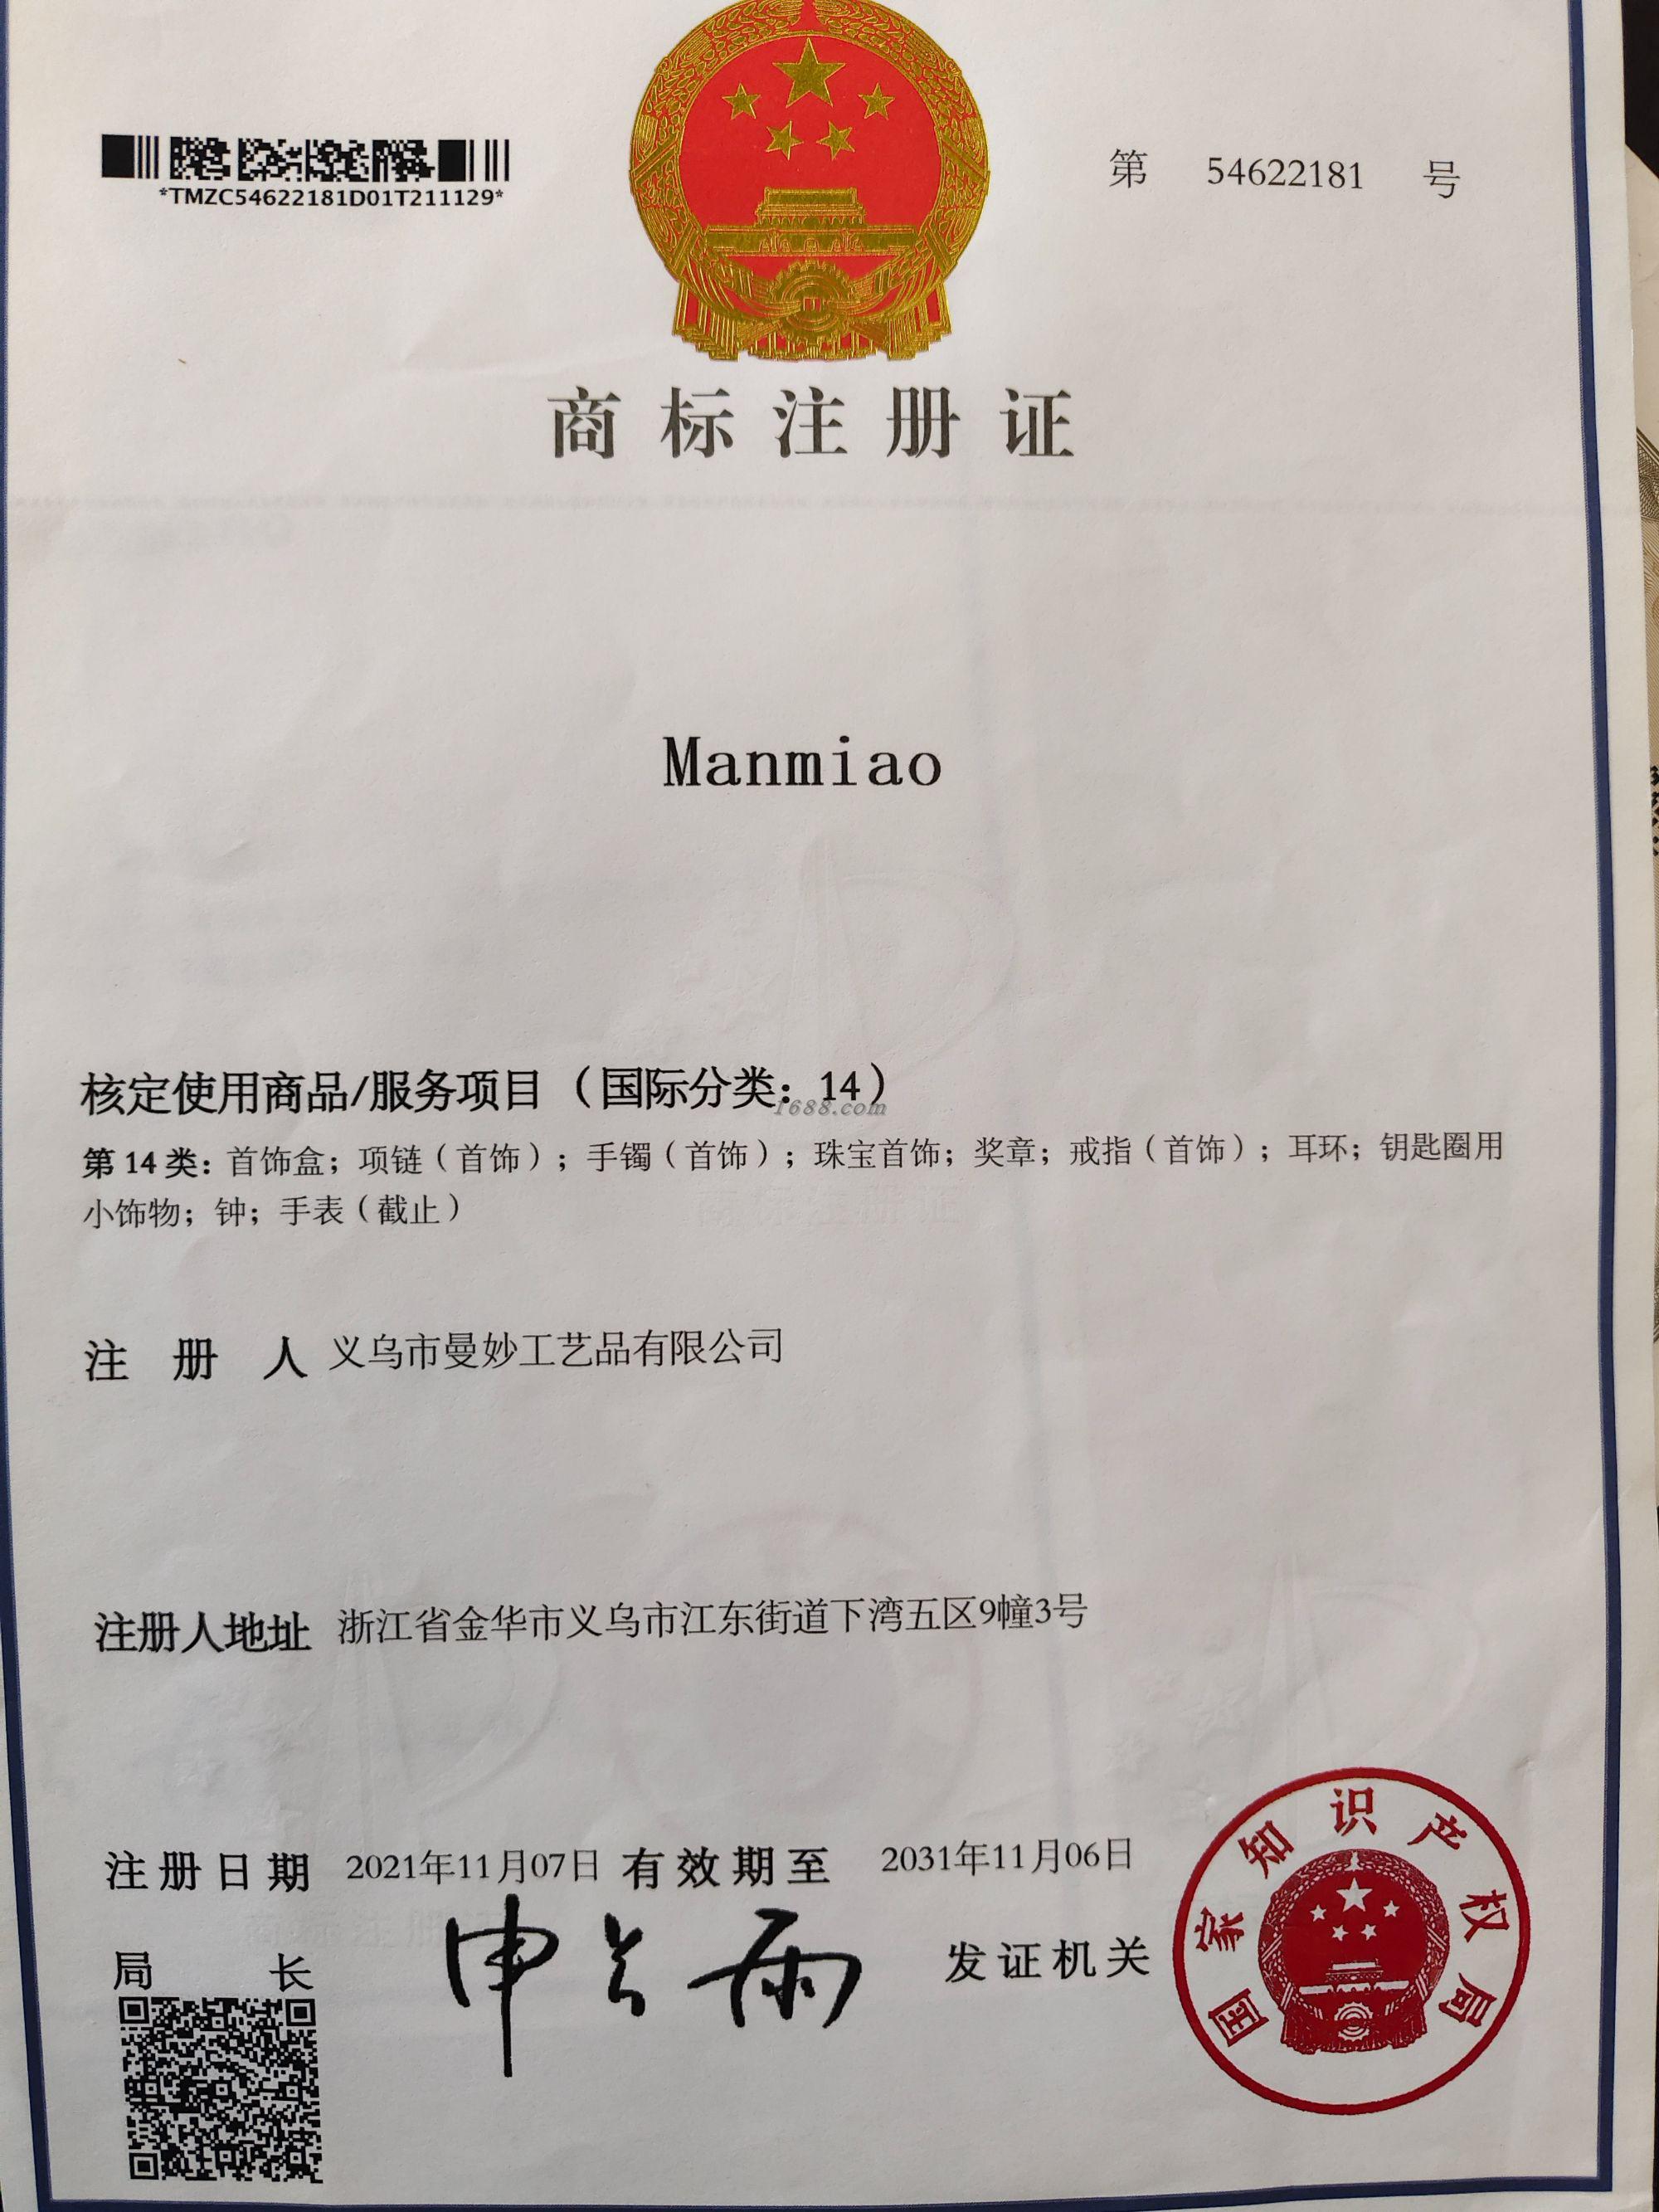 *TMZC54622181D01T211129*
第 54622181 号
商标注册证
Manmiao
核定使用商品/服务项目（国际分类：14）
1688.com
第14类：首饰盒；项链（首饰）；手镯（首饰）；珠宝首饰；奖章；戒指（首饰）；耳环；钥匙圈用
小饰物；钟；手表（截止）
注册人 义乌市曼妙工艺品有限公司
注册人地址 浙江省金华市义乌市江东街道下湾五区9幢3号
注册日期 2021年11月07日 有效期至 2031年11月06日
局长 申长雨 发证机关
国家知识产权局